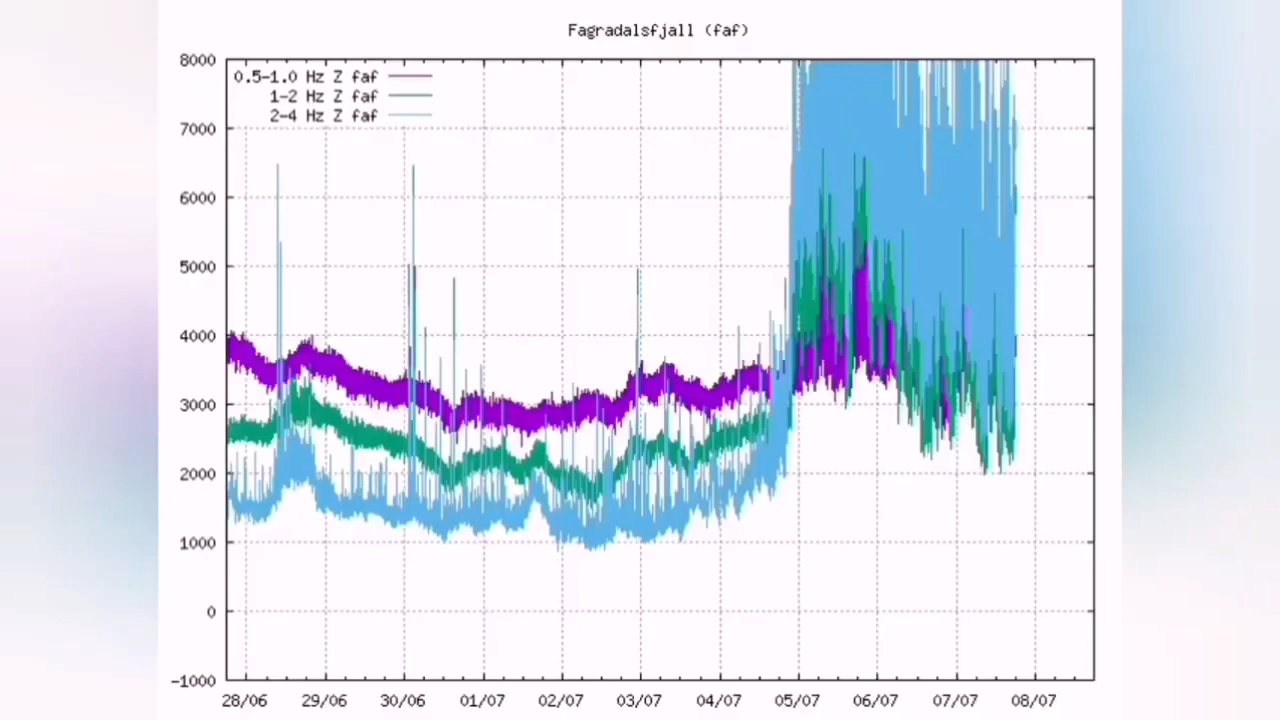 Fagradalsfjall (faf)
8000
7000
6000
5000
4000
3000
2000
1000
0
-1000
0.5-1.0 Hz Z faf
1-2 Hz Z faf
2-4 Hz Z faf
28/06 29/06 30/06 01/07 02/07 03/07 04/07 05/07 06/07 07/07 08/07